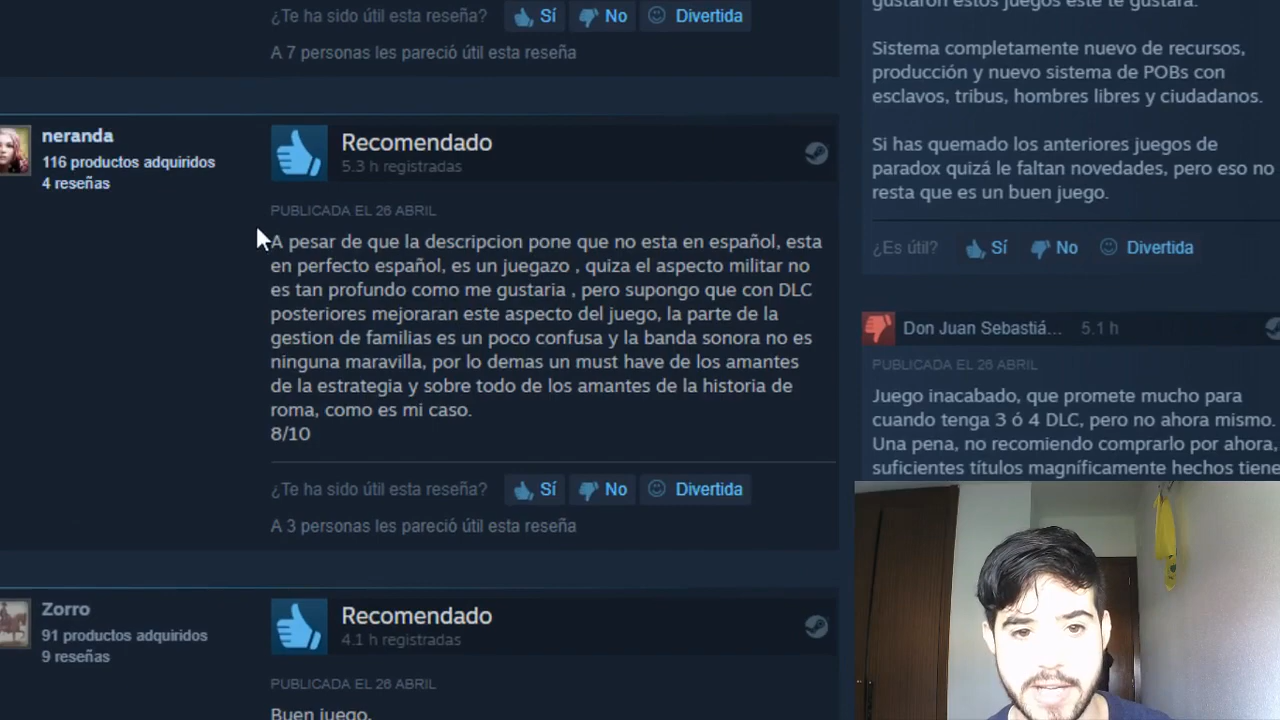 ¿Te ha sido útil esta reseña? Sí No Divertida
A 7 personas les pareció útil esta reseña
neranda
116 productos adquiridos
4 reseñas
Recomendado
5.3 h registradas
PUBLICADA EL 26 ABRIL
A pesar de que la descripcion pone que no esta en español, esta
en perfecto español, es un juegazo , quiza el aspecto militar no
es tan profundo como me gustaria , pero supongo que con DLC
posteriores mejoraran este aspecto del juego, la parte de la
gestion de familias es un poco confusa y la banda sonora no es
ninguna maravilla, por lo demas un must have de los amantes
de la estrategia y sobre todo de los amantes de la historia de
roma, como es mi caso.
8/10
¿Te ha sido útil esta reseña? Sí No Divertida
A 3 personas les pareció útil esta reseña
Zorro
91 productos adquiridos
9 reseñas
Recomendado
4.1 h registradas
PUBLICADA EL 26 ABRIL
Buen juego.
gustaron estos juegos este te gustará.
Sistema completamente nuevo de recursos,
producción y nuevo sistema de POBs con
esclavos, tribus, hombres libres y ciudadanos.
Si has quemado los anteriores juegos de
paradox quizá le faltan novedades, pero eso no
resta que es un buen juego.
¿Es útil? Sí No Divertida
Don Juan Sebastiá... 5.1 h
PUBLICADA EL 26 ABRIL
Juego inacabado, que promete mucho para
cuando tenga 3 ó 4 DLC, pero no ahora mismo.
Una pena, no recomiendo comprarlo por ahora,
suficientes títulos magníficamente hechos tiene